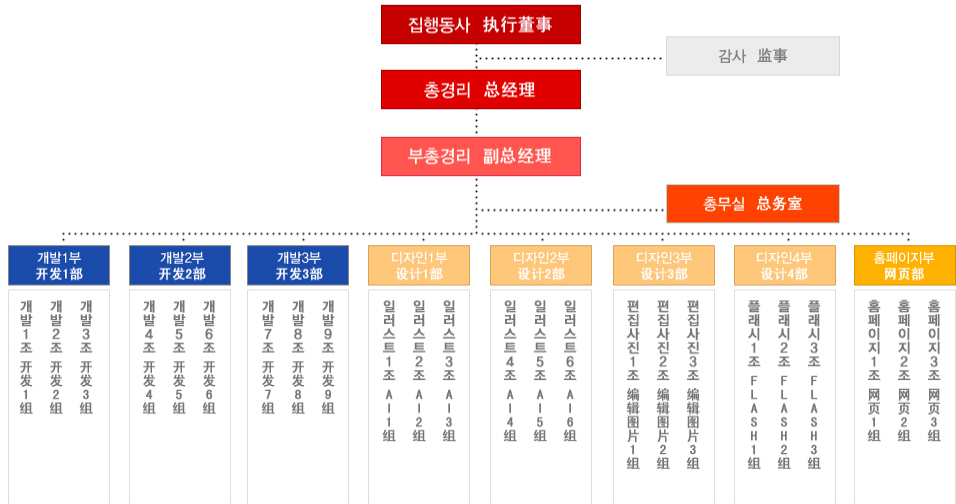 집행동사 执行董事
감사 监事
총경리 总经理
부총경리 副总经理
총무실 总务室
개발1부
开发1部
개발2부
开发2部
개발3부
开发3部
디자인1부
设计1部
디자인2부
设计2部
디자인3부
设计3部
디자인4부
设计4部
홈페이지부
网页部
개발1조 开发1组
개발2조 开发2组
개발3조 开发3组
개발4조 开发4组
개발5조 开发5组
개발6조 开发6组
개발7조 开发7组
개발8조 开发8组
개발9조 开发9组
일러스트1조 AI1组
일러스트2조 AI2组
일러스트3조 AI3组
일러스트4조 AI4组
일러스트5조 AI5组
일러스트6조 AI6组
편집사진1조 编辑图片1组
편집사진2조 编辑图片2组
편집사진3조 编辑图片3组
플래시1조 FLASH1组
플래시2조 FLASH2组
플래시3조 FLASH3组
홈페이지1조 网页1组
홈페이지2조 网页2组
홈페이지3조 网页3组